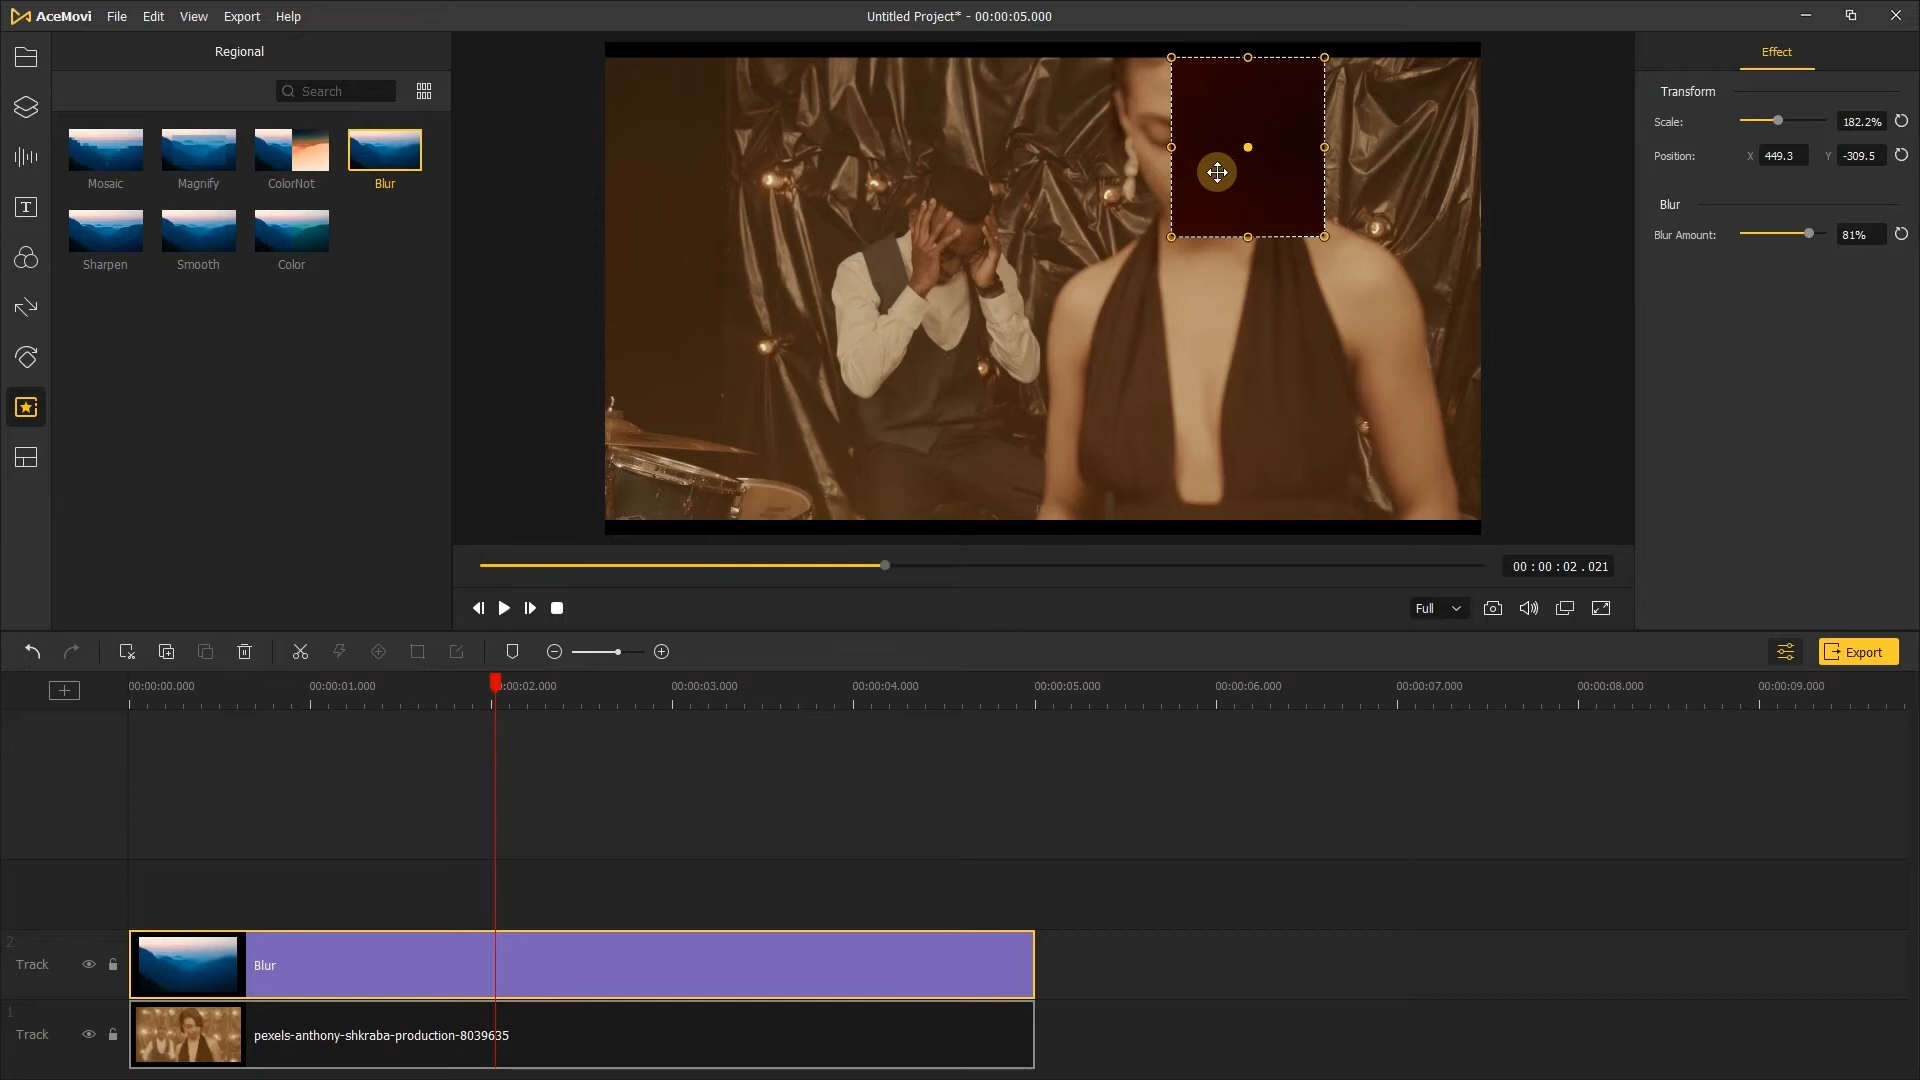 AceMovi File Edit View Export Help Untitled Project* - 00:00:05.000
Regional
Search
Mosaic Magnify ColorNot Blur
Sharpen Smooth Color
Effect
Transform
Scale: 182.2%
Position: X 449.3 Y -309.5
Blur
Blur Amount: 81%
00 : 00 : 02 . 021
Full
Export
00:00:00.000 00:00:01.000 0:00:02.000 00:00:03.000 00:00:04.000 00:00:05.000 00:00:06.000 00:00:07.000 00:00:08.000 00:00:09.000
2
Track Blur
1
Track pexels-anthony-shkraba-production-8039635